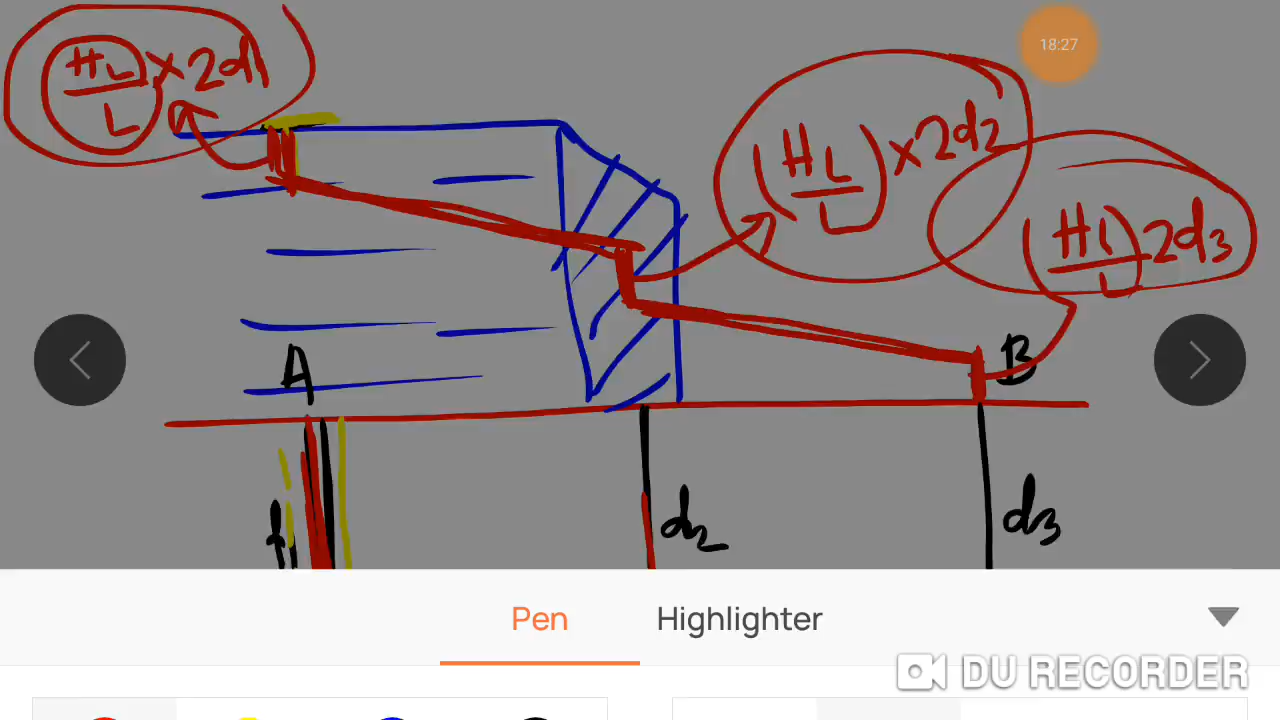 18:27
HL/L × 2d1
(HL/L) × 2d2
(HL/L) 2d3
A
B
d2
d3
Pen
Highlighter
DU RECORDER